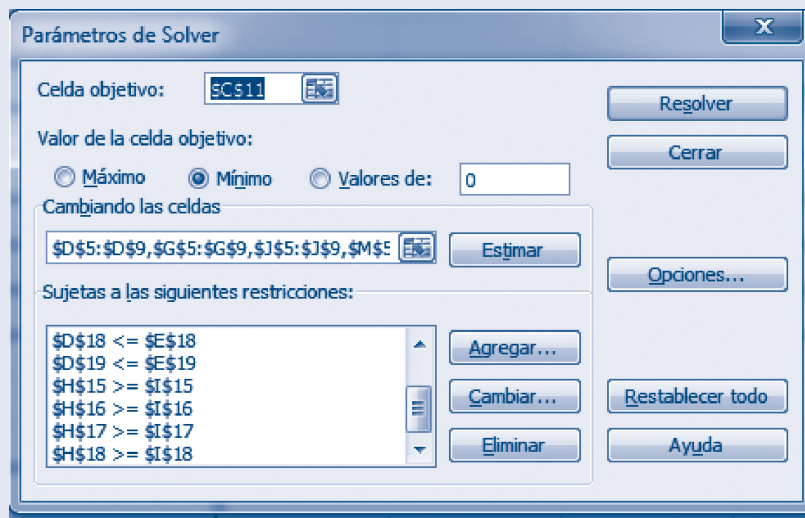 Parámetros de Solver
Celda objetivo: $C$11
Resolver
Valor de la celda objetivo:
Cerrar
Máximo Mínimo Valores de: 0
Cambiando las celdas
$D$5:$D$9,$G$5:$G$9,$J$5:$J$9,$M$5
Estimar
Opciones...
Sujetas a las siguientes restricciones:
$D$18 <= $E$18
$D$19 <= $E$19
$H$15 >= $I$15
$H$16 >= $I$16
$H$17 >= $I$17
$H$18 >= $I$18
Agregar...
Cambiar...
Eliminar
Restablecer todo
Ayuda